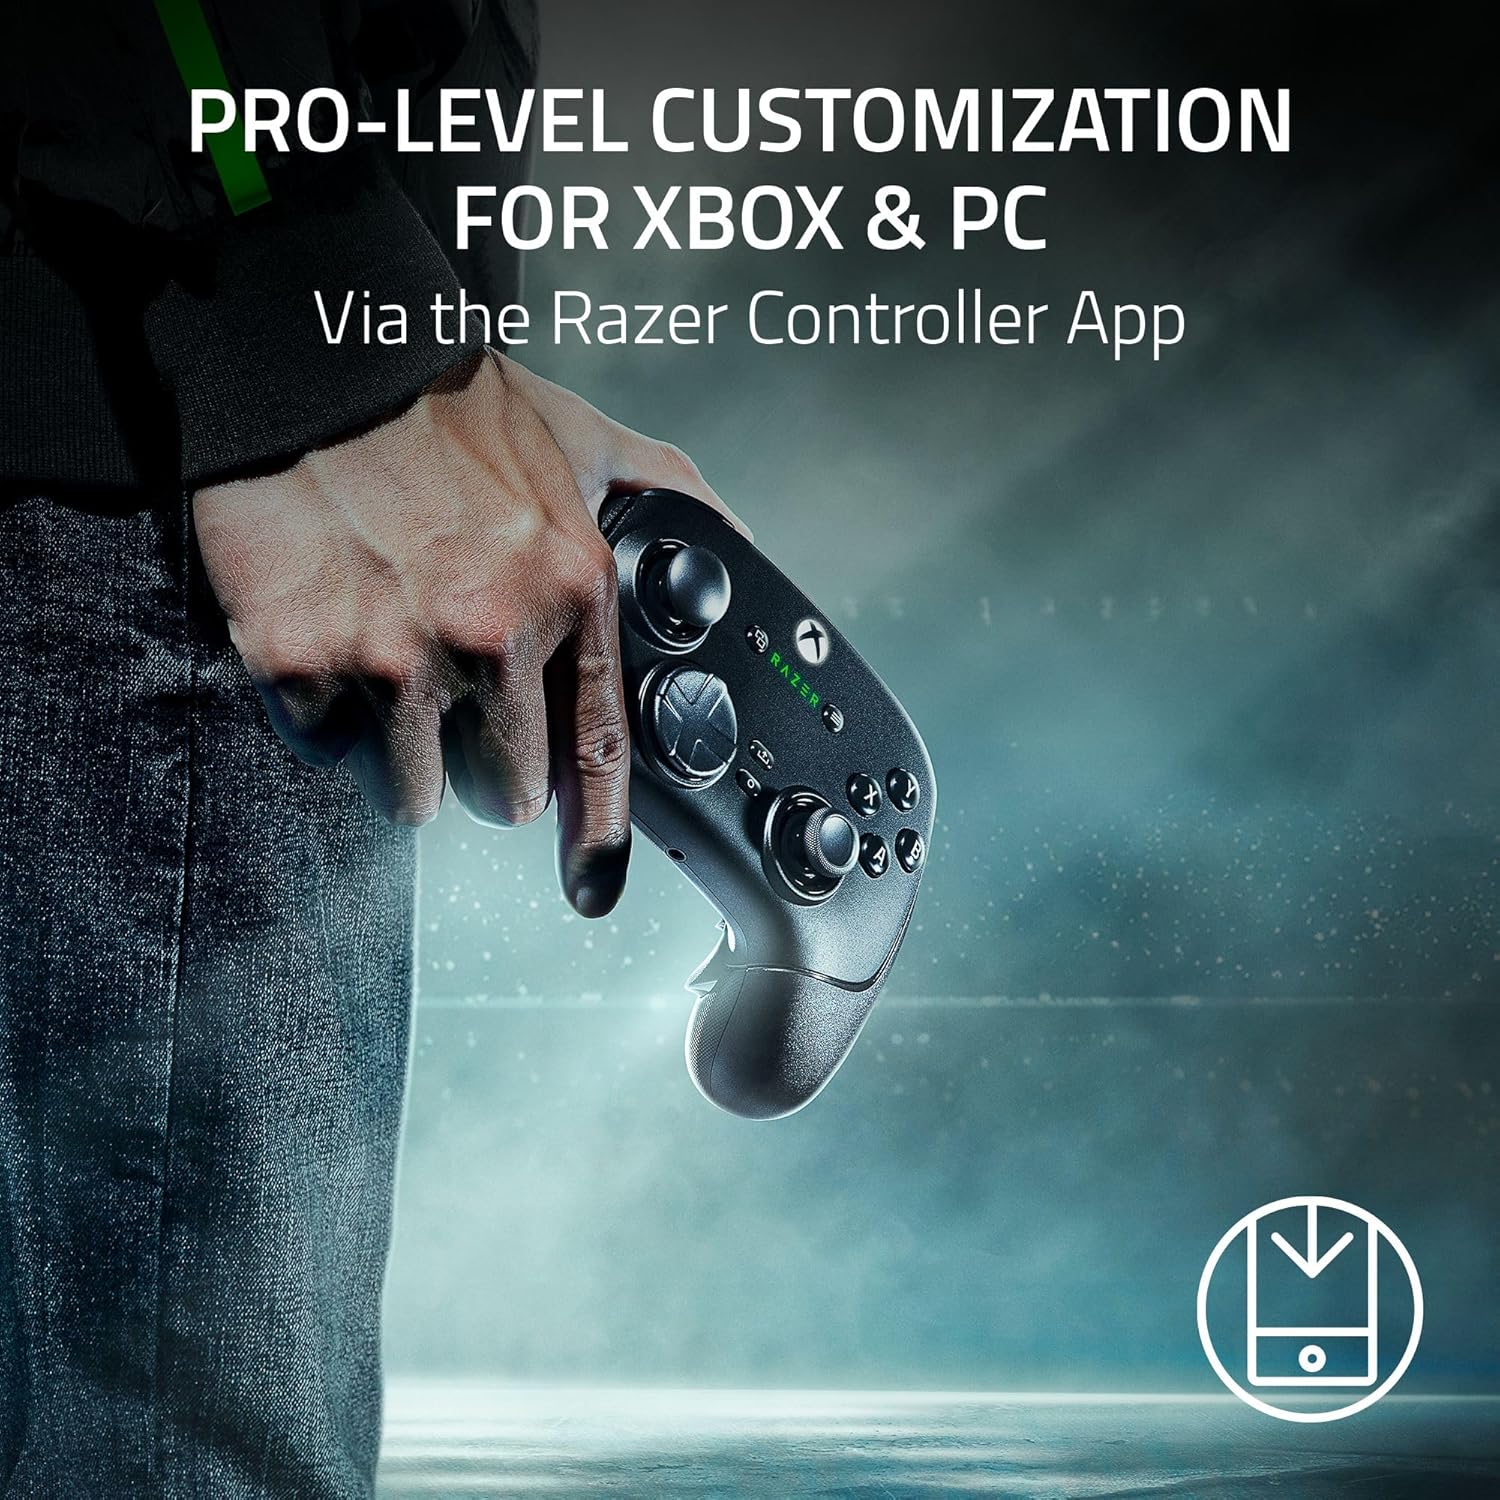 PRO-LEVEL CUSTOMIZATION
FOR XBOX & PC
Via the Razer Controller App
RAZER
X
Y
A
B